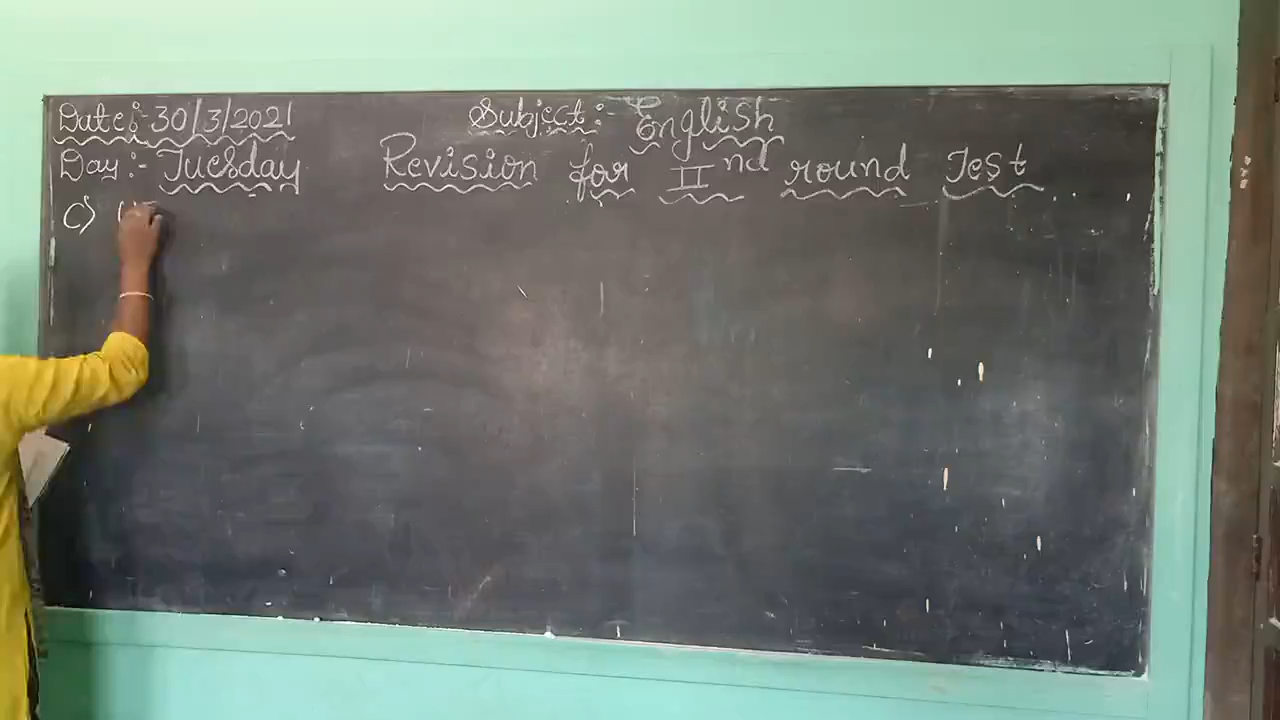 Date:- 30/3/2021 Subject:- English
Day:- Tuesday Revision for IInd round Test...
C)